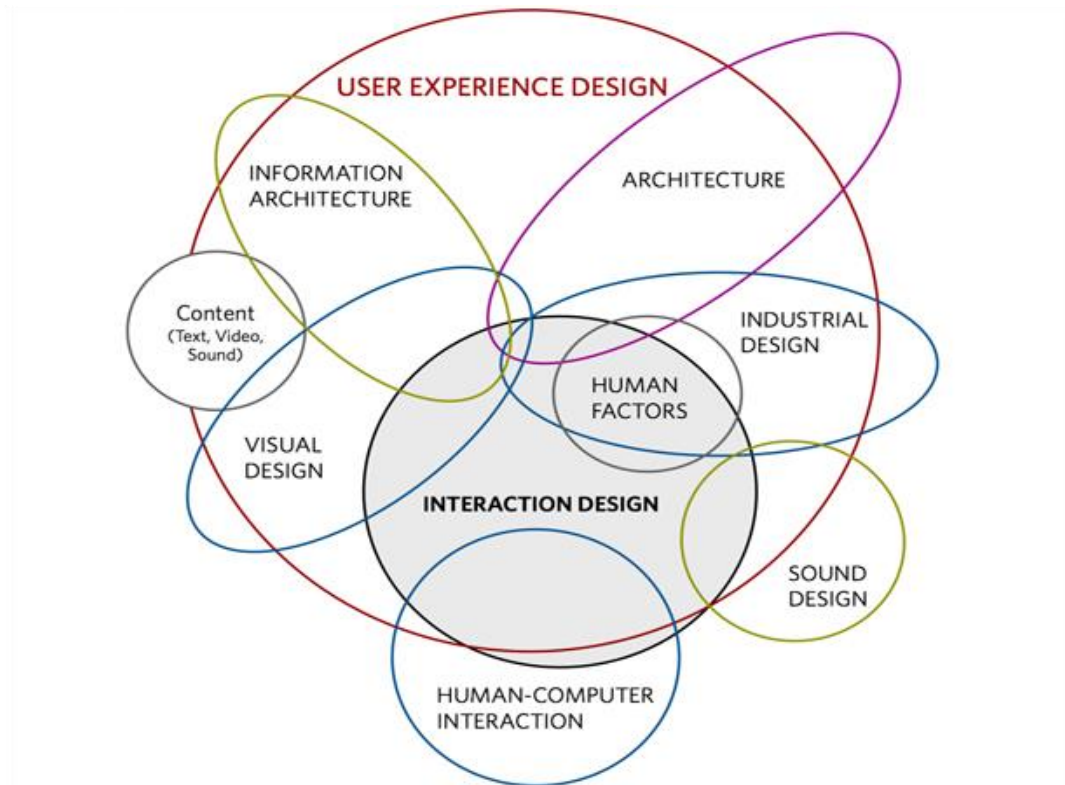 USER EXPERIENCE DESIGN
INFORMATION
ARCHITECTURE
ARCHITECTURE
Content
(Text, Video,
Sound)
INDUSTRIAL
DESIGN
HUMAN
FACTORS
VISUAL
DESIGN
INTERACTION DESIGN
SOUND
DESIGN
HUMAN-COMPUTER
INTERACTION